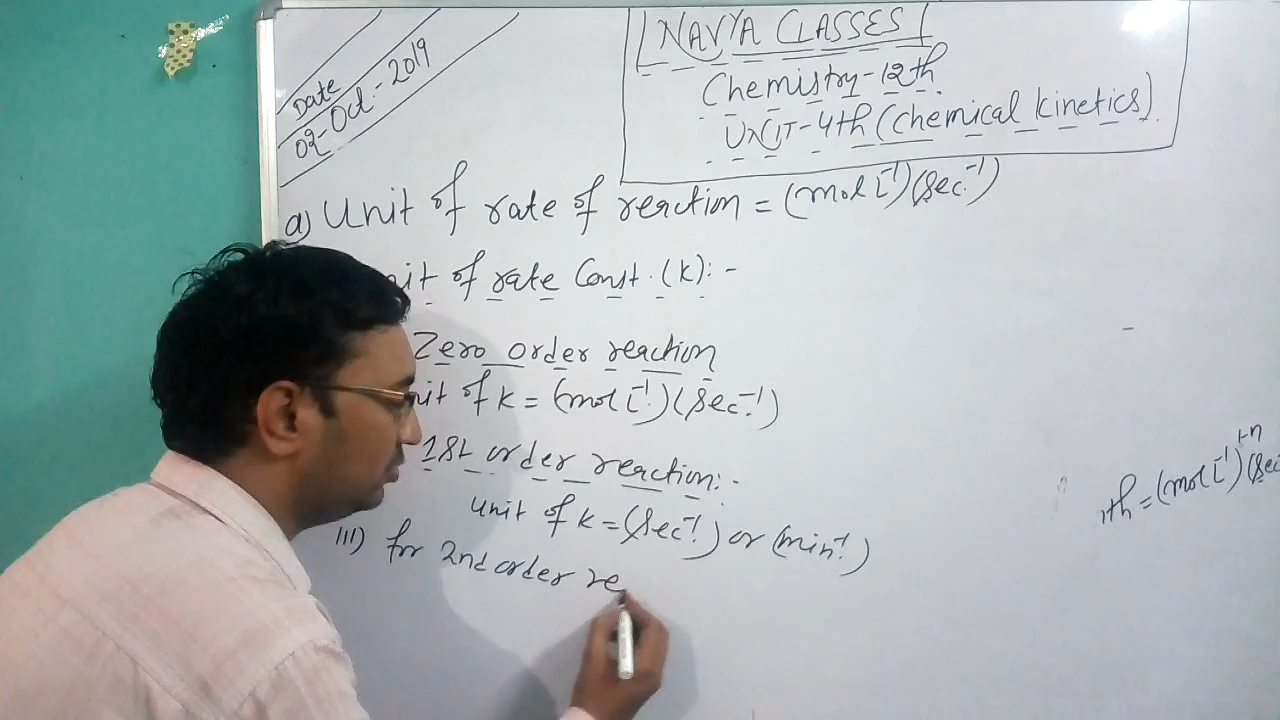 Date
02-Oct.-2019
NAVYA CLASSES
Chemistry-12th
UNIT-4th (chemical kinetics)
a) Unit of rate of reaction = (mol L⁻¹)(sec.⁻¹)
of rate Const. (k):-
Zero order reaction
of k = (mol L⁻¹)(sec.⁻¹)
1st order reaction:-
unit of k = (sec⁻¹) or (min⁻¹)
III) for 2nd order re
nth = (mol L⁻¹)¹⁻ⁿ (sec